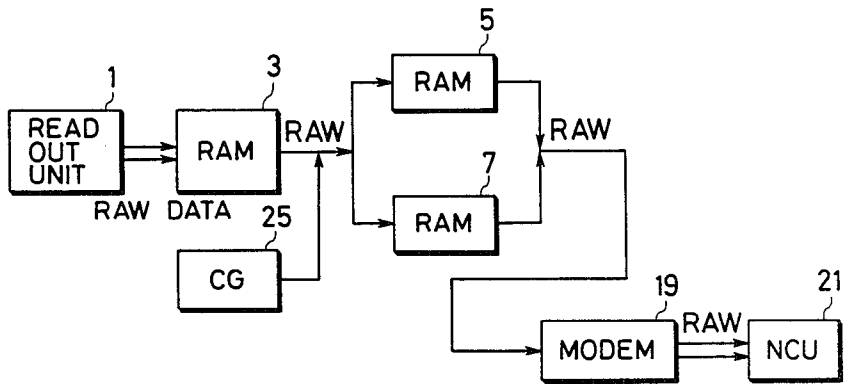 1
READ
OUT
UNIT
RAW DATA
3
RAM
RAW
25
CG
5
RAM
7
RAM
RAW
19
MODEM
RAW
21
NCU